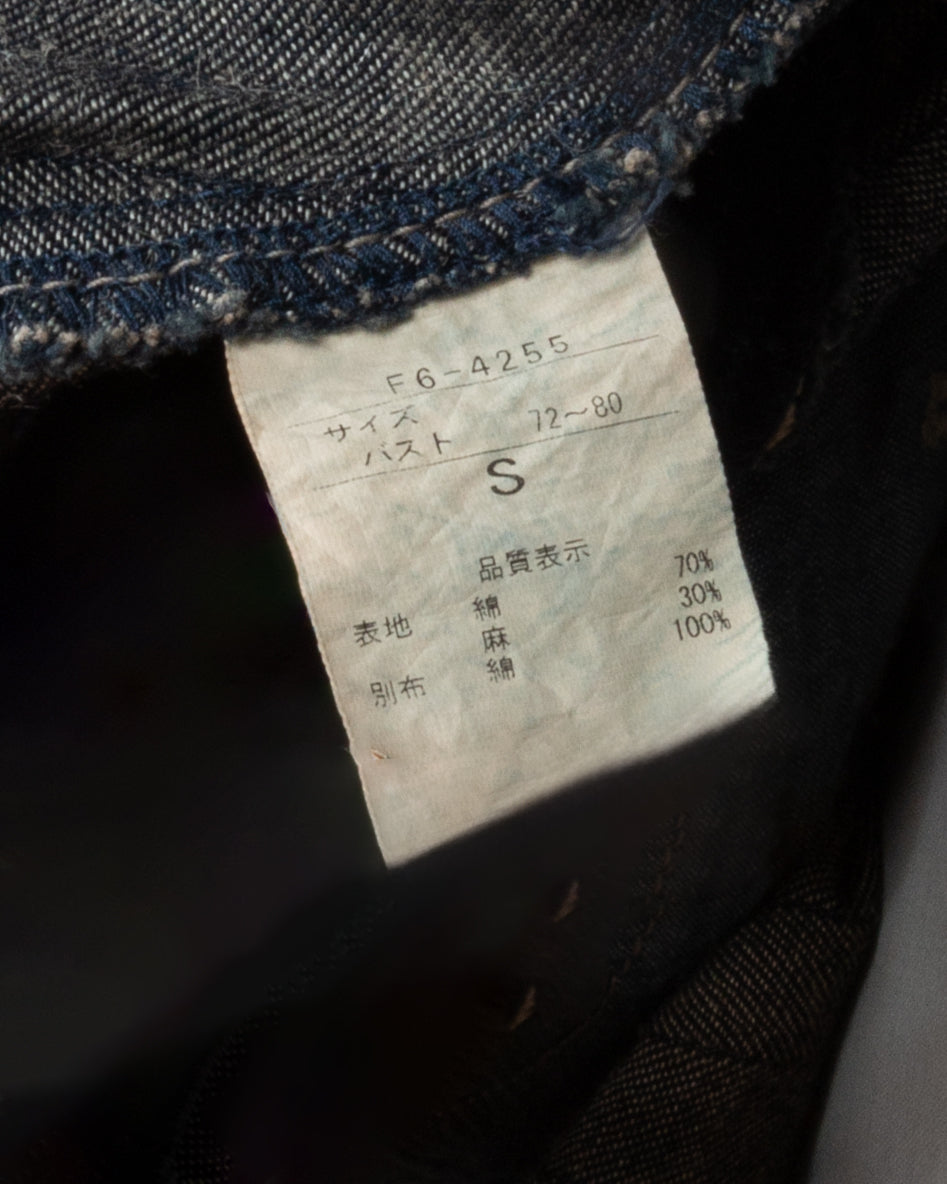 F6-4255
サイズ
バスト 72～80
S
品質表示
表地 綿 70%
麻 30%
別布 綿 100%